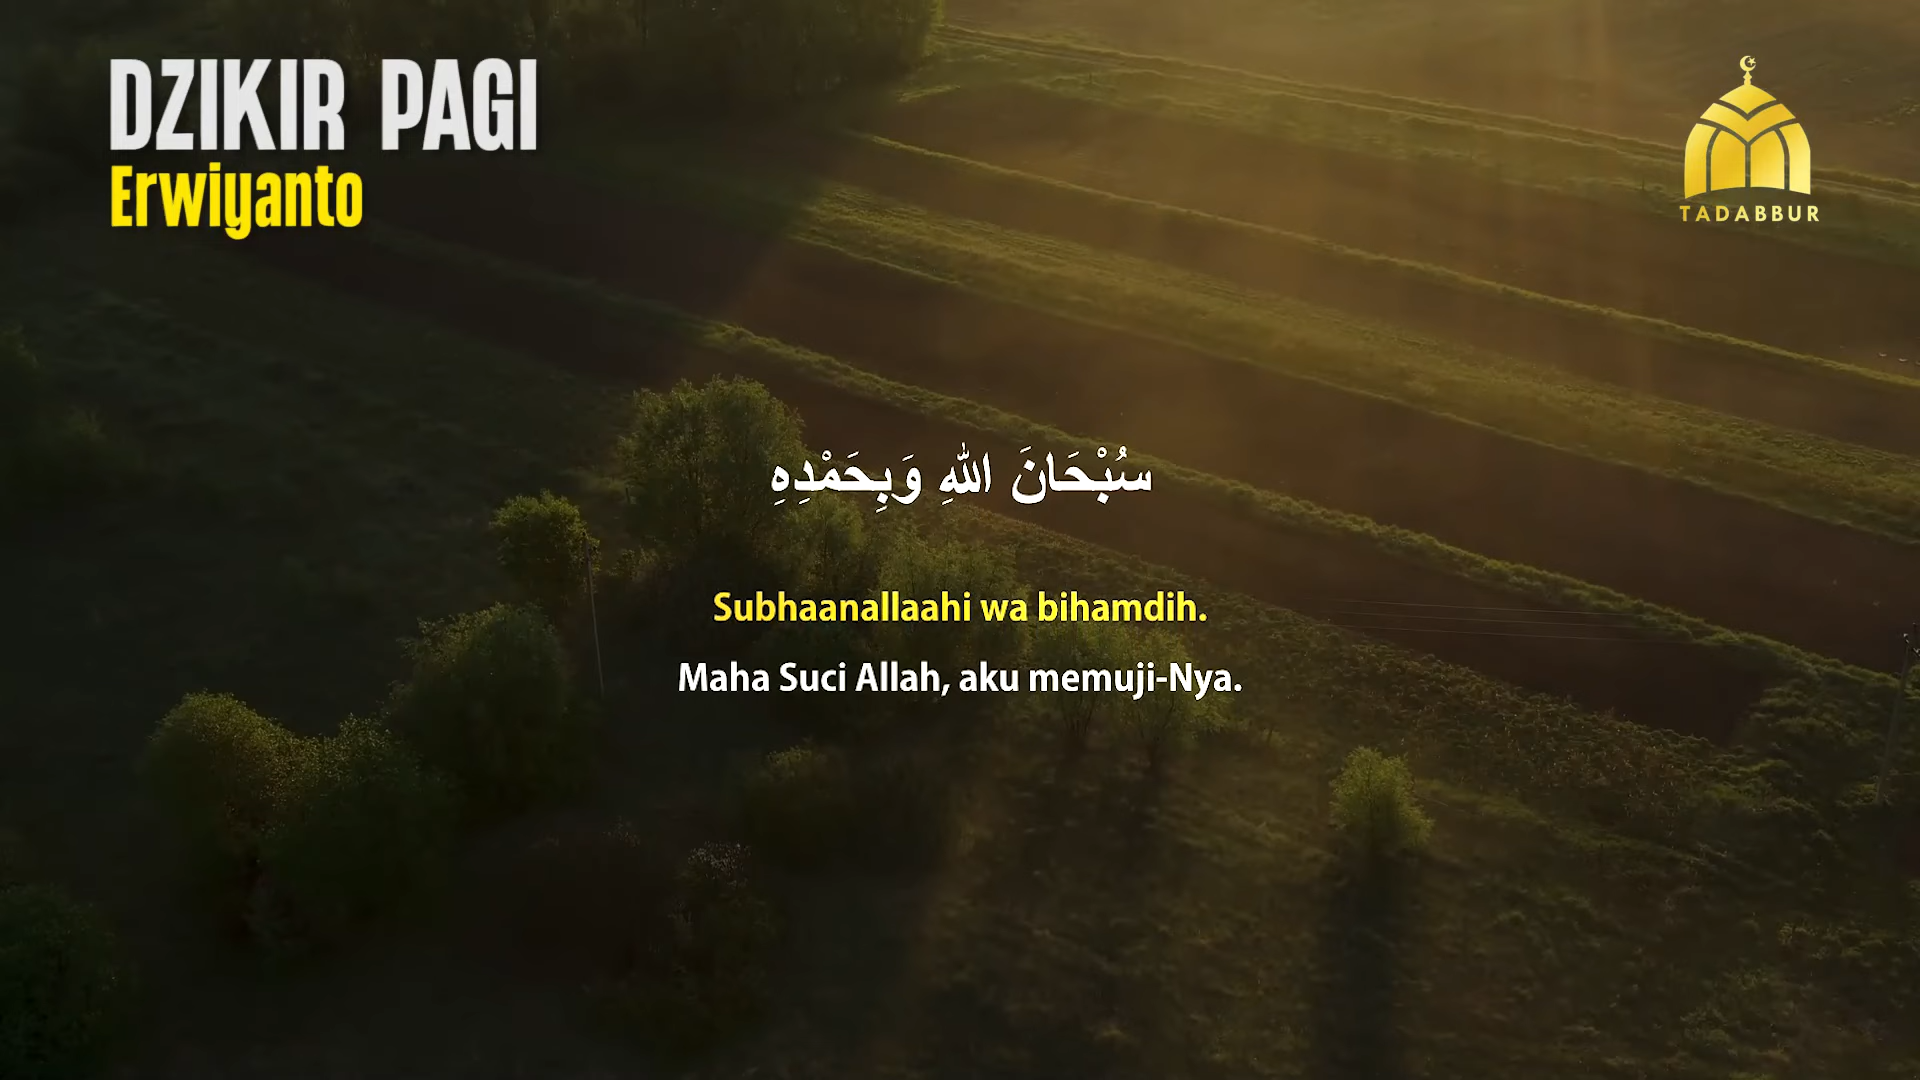 DZIKIR PAGI
Erwiyanto
TADABBUR
سُبْحَانَ اللهِ وَبِحَمْدِهِ
Subhaanallaahi wa bihamdih.
Maha Suci Allah, aku memuji-Nya.